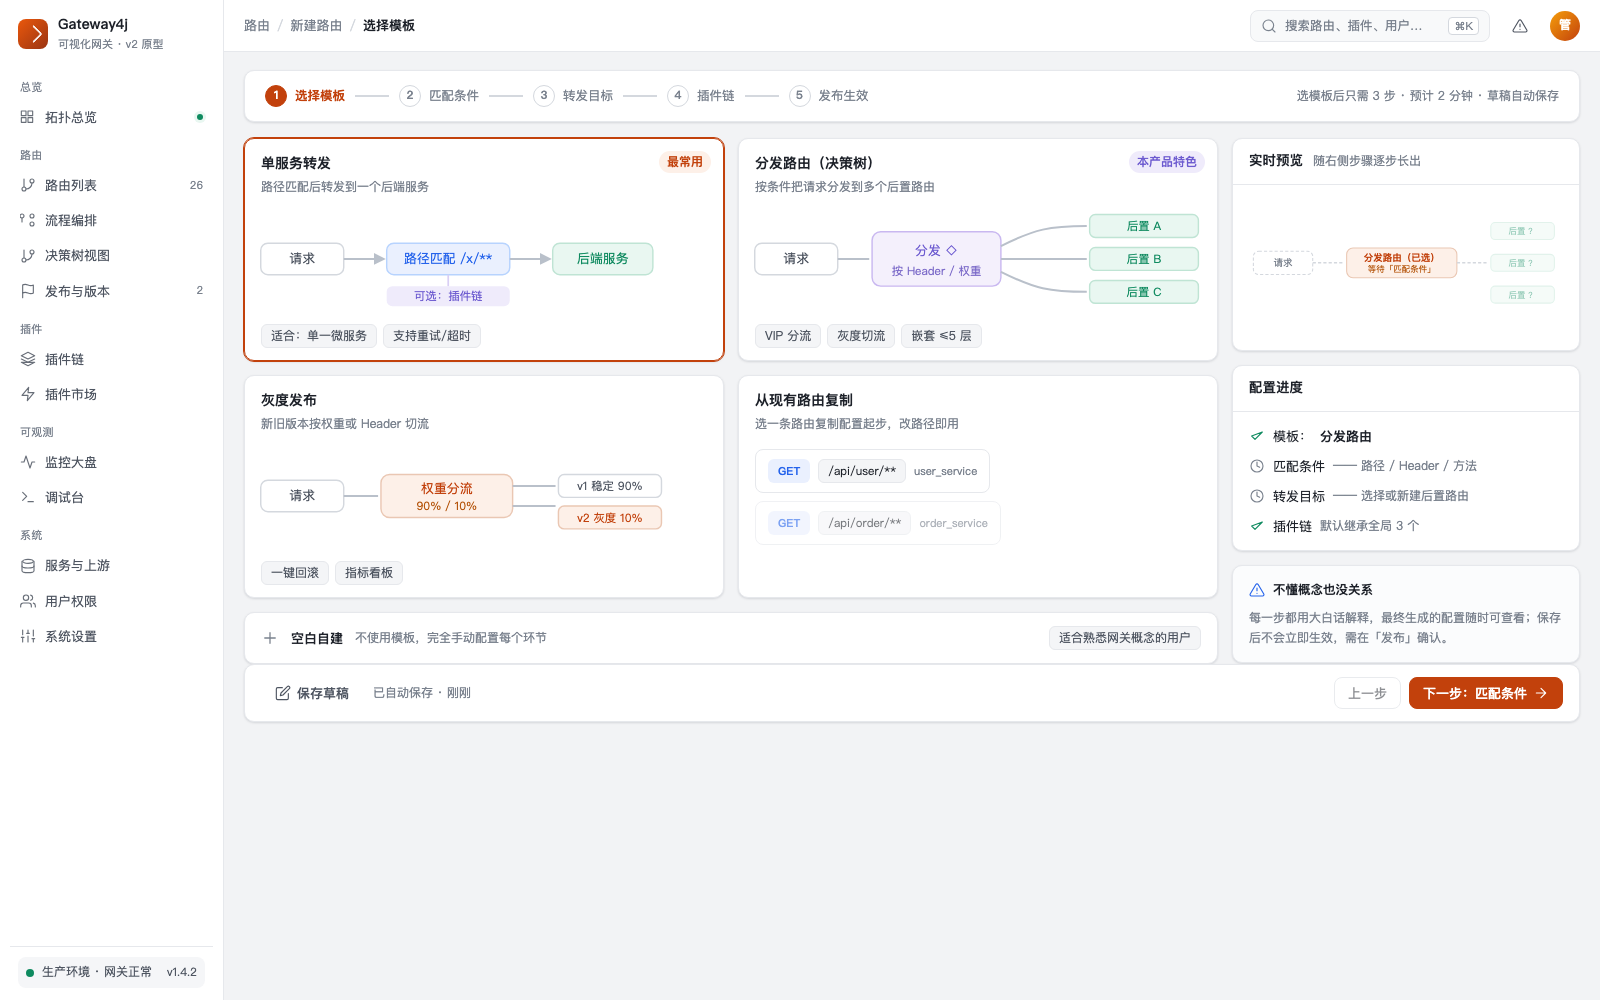 Gateway4j
可视化网关 · v2 原型
总览
拓扑总览
路由
路由列表 26
流程编排
决策树视图
发布与版本 2
插件
插件链
插件市场
可观测
监控大盘
调试台
系统
服务与上游
用户权限
系统设置
生产环境 · 网关正常 v1.4.2
路由 / 新建路由 / 选择模板
搜索路由、插件、用户… ⌘K
管
1 选择模板 2 匹配条件 3 转发目标 4 插件链 5 发布生效
选模板后只需 3 步 · 预计 2 分钟 · 草稿自动保存
单服务转发 最常用
路径匹配后转发到一个后端服务
请求 路径匹配 /x/** 后端服务
可选：插件链
适合：单一微服务 支持重试/超时
分发路由（决策树） 本产品特色
按条件把请求分发到多个后置路由
请求
分发 ◇
按 Header / 权重
后置 A
后置 B
后置 C
VIP 分流 灰度切流 嵌套 ≤5 层
灰度发布
新旧版本按权重或 Header 切流
请求
权重分流
90% / 10%
v1 稳定 90%
v2 灰度 10%
一键回滚 指标看板
从现有路由复制
选一条路由复制配置起步，改路径即用
GET /api/user/** user_service
GET /api/order/** order_service
空白自建 不使用模板，完全手动配置每个环节 适合熟悉网关概念的用户
实时预览 随右侧步骤逐步长出
请求
分发路由（已选）
等待「匹配条件」
后置 ?
后置 ?
后置 ?
配置进度
模板： 分发路由
匹配条件 —— 路径 / Header / 方法
转发目标 —— 选择或新建后置路由
插件链 默认继承全局 3 个
不懂概念也没关系
每一步都用大白话解释，最终生成的配置随时可查看；保存
后不会立即生效，需在「发布」确认。
保存草稿 已自动保存 · 刚刚
上一步 下一步：匹配条件 →